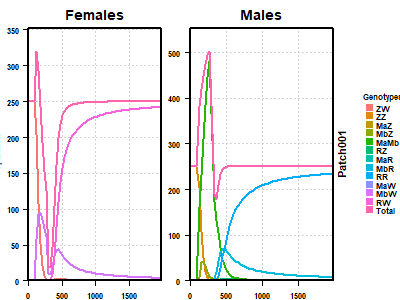 Females
Males
350
300
250
200
150
100
50
0
0
500
1000
1500
500
400
300
200
100
0
0
500
1000
1500
Patch001
Genotypes
ZW
ZZ
MaZ
MbZ
MaMb
RZ
MaR
MbR
RR
MaW
MbW
RW
Total